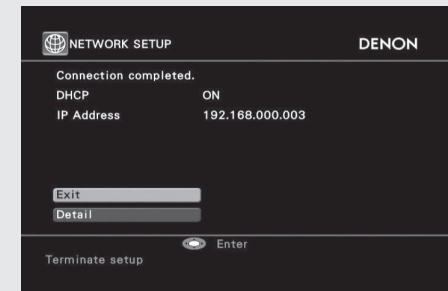 NETWORK SETUP DENON
Connection completed.
DHCP ON
IP Address 192.168.000.003
Exit
Detail
Enter
Terminate setup